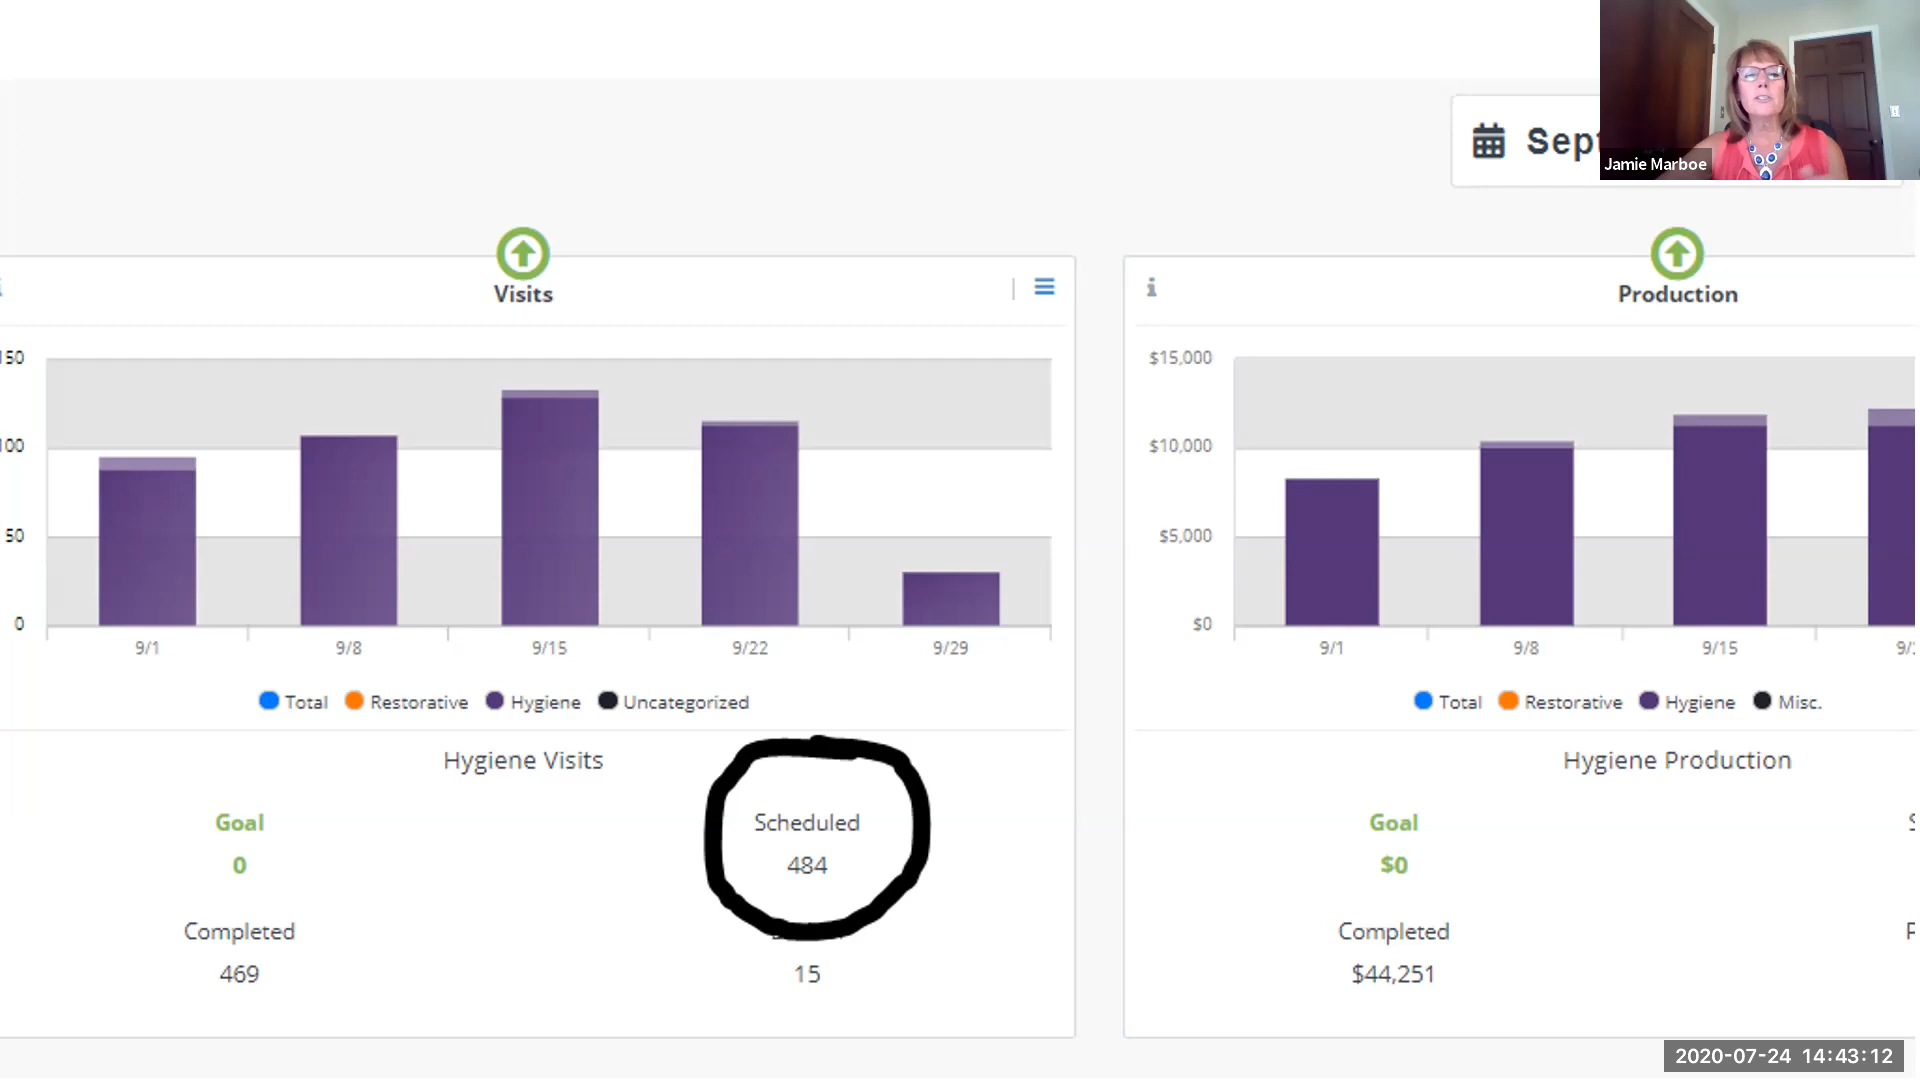 Jamie Marboe
Visits
150
100
50
0
9/1 9/8 9/15 9/22 9/29
Total Restorative Hygiene Uncategorized
Hygiene Visits
Goal Scheduled
0 484
Completed
469 15
Production
$15,000
$10,000
$5,000
$0
9/1 9/8 9/15
Total Restorative Hygiene Misc.
Hygiene Production
Goal
$0
Completed
$44,251
2020-07-24 14:43:12